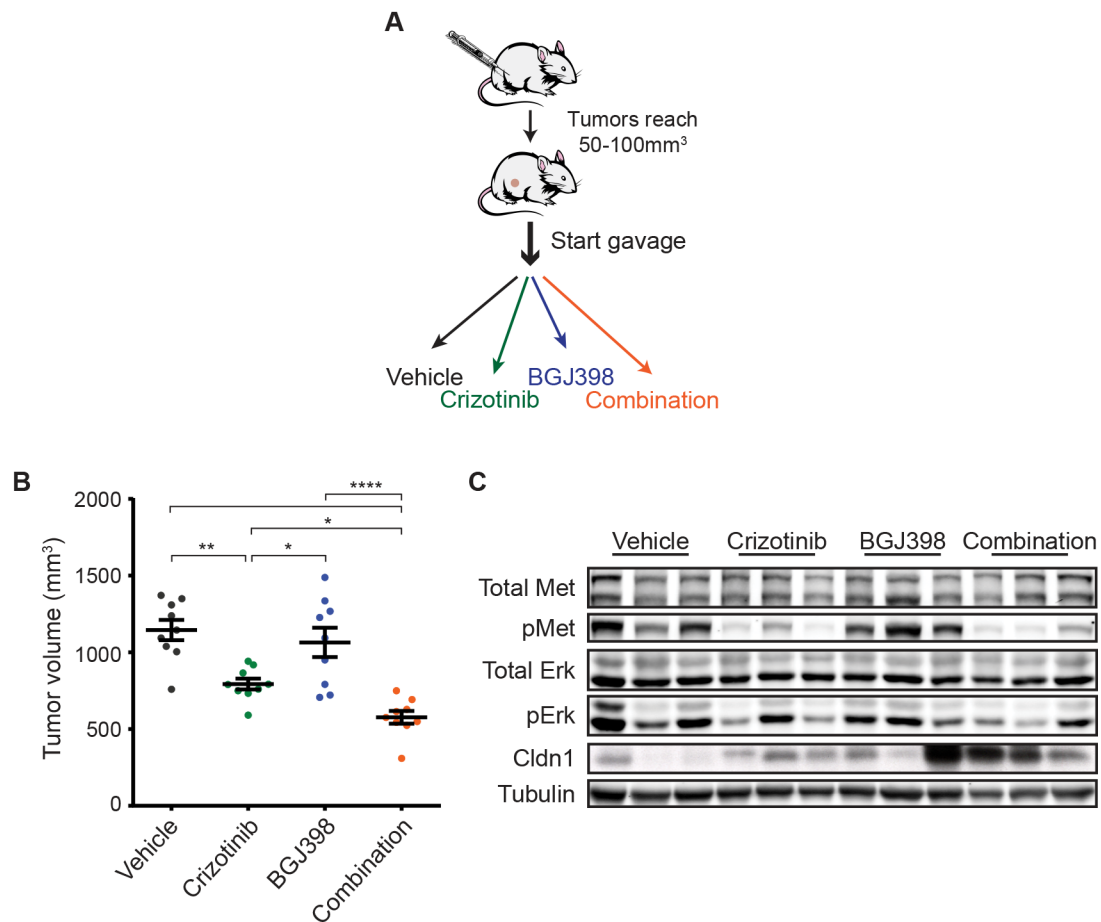 A
Tumors reach
50-100mm³
Start gavage
Vehicle
BGJ398
Crizotinib
Combination
B
Tumor volume (mm³)
2000
1500
1000
500
0
****
*
**
*
Vehicle
Crizotinib
BGJ398
Combination
C
Vehicle Crizotinib BGJ398 Combination
Total Met
pMet
Total Erk
pErk
Cldn1
Tubulin